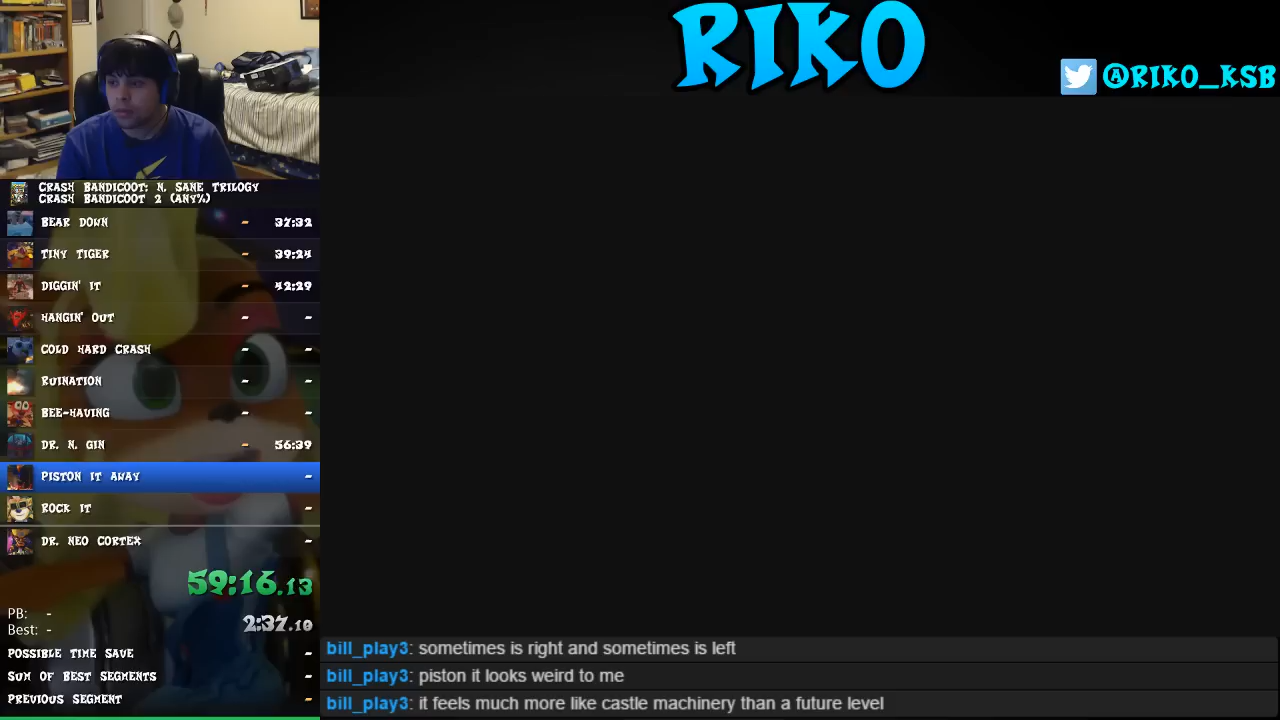 RIKO
@RIKO_KSB
CRASH BANDICOOT: N. SANE TRILOGY
CRASH BANDICOOT 2 (ANY%)
BEAR DOWN - 37:32
TINY TIGER - 39:24
DIGGIN' IT - 42:29
HANGIN' OUT - -
COLD HARD CRASH - -
RUINATION - -
BEE-HAVING - -
DR. N. GIN - 56:39
PISTON IT AWAY -
ROCK IT -
DR. NEO CORTEX -
59:16.13
PB: -
Best: -
2:37.10
POSSIBLE TIME SAVE -
SUM OF BEST SEGMENTS -
PREVIOUS SEGMENT -
bill_play3: sometimes is right and sometimes is left
bill_play3: piston it looks weird to me
bill_play3: it feels much more like castle machinery than a future level